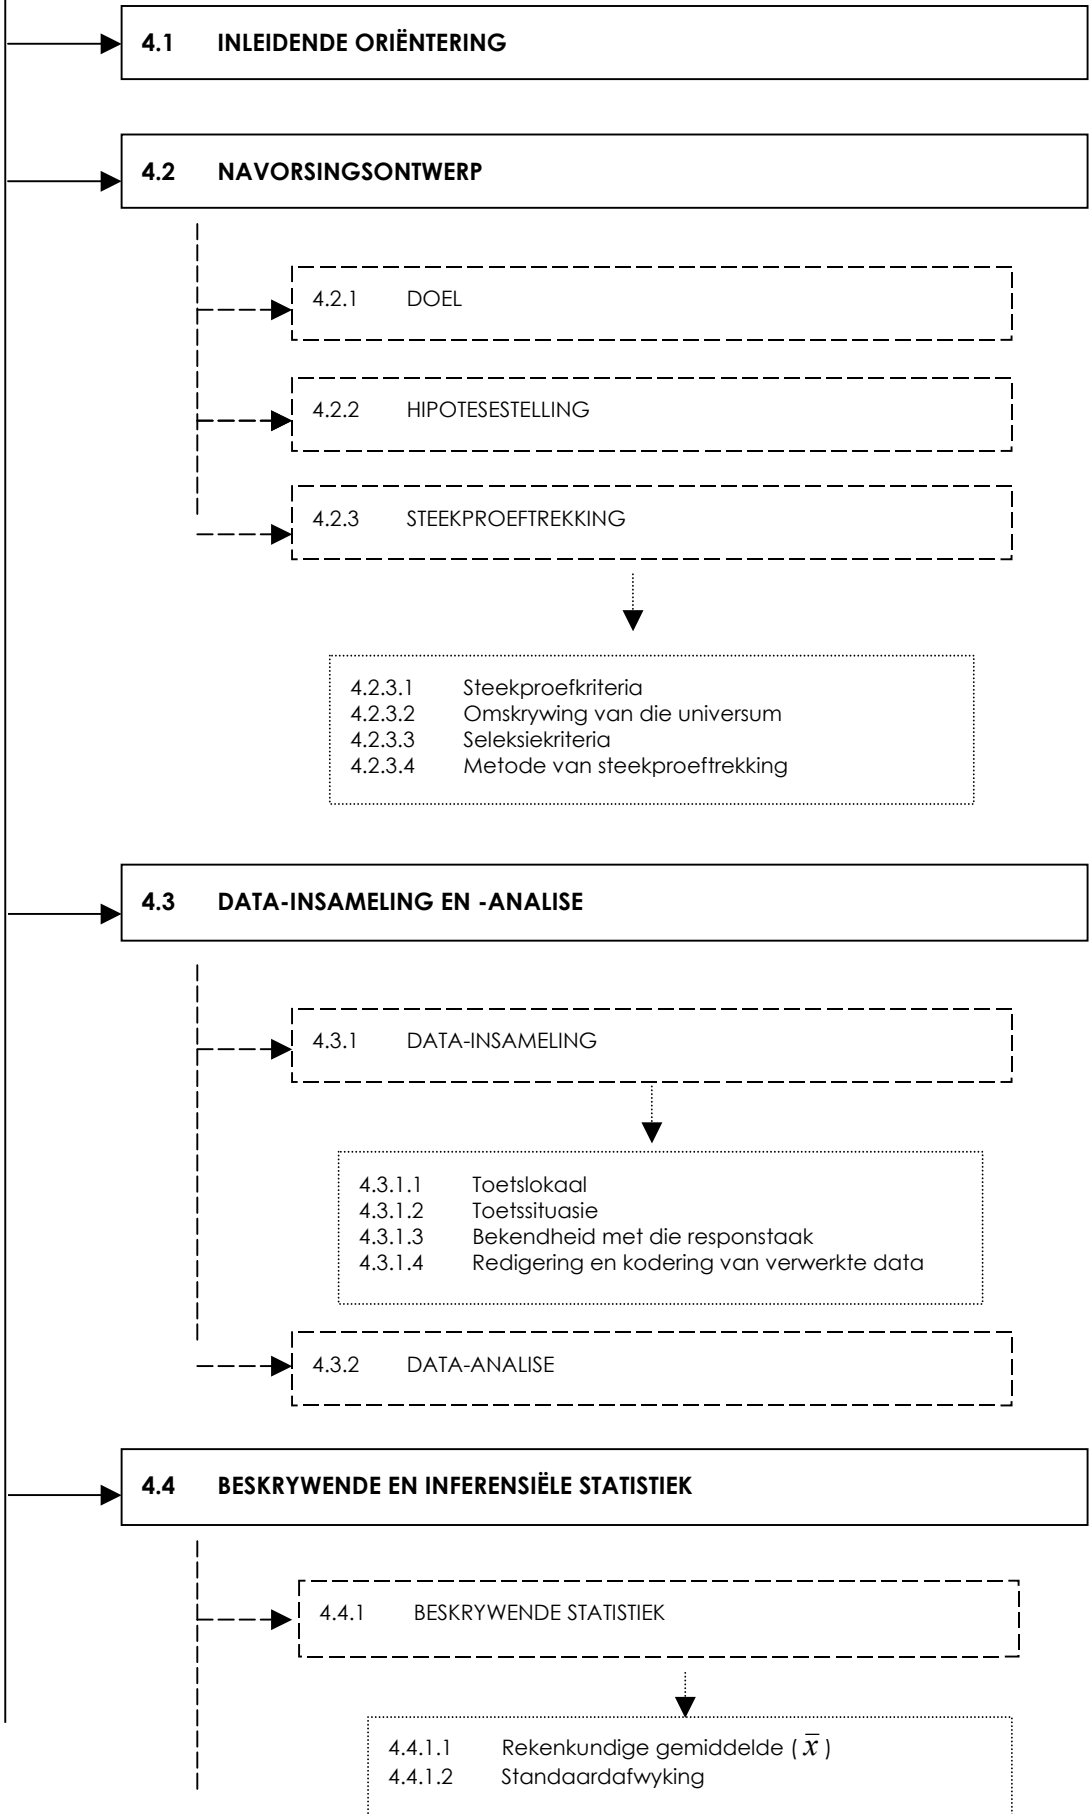 4.1 INLEIDENDE ORIËNTERING
4.2 NAVORSINGSONTWERP
4.2.1 DOEL
4.2.2 HIPOTESESTELLING
4.2.3 STEEKPROEFTREKKING
4.2.3.1 Steekproefkriteria
4.2.3.2 Omskrywing van die universum
4.2.3.3 Seleksiekriteria
4.2.3.4 Metode van steekproeftrekking
4.3 DATA-INSAMELING EN -ANALISE
4.3.1 DATA-INSAMELING
4.3.1.1 Toetslokaal
4.3.1.2 Toetssituasie
4.3.1.3 Bekendheid met die responstaak
4.3.1.4 Redigering en kodering van verwerkte data
4.3.2 DATA-ANALISE
4.4 BESKRYWENDE EN INFERENSIËLE STATISTIEK
4.4.1 BESKRYWENDE STATISTIEK
4.4.1.1 Rekenkundige gemiddelde ( x̅ )
4.4.1.2 Standaardafwyking